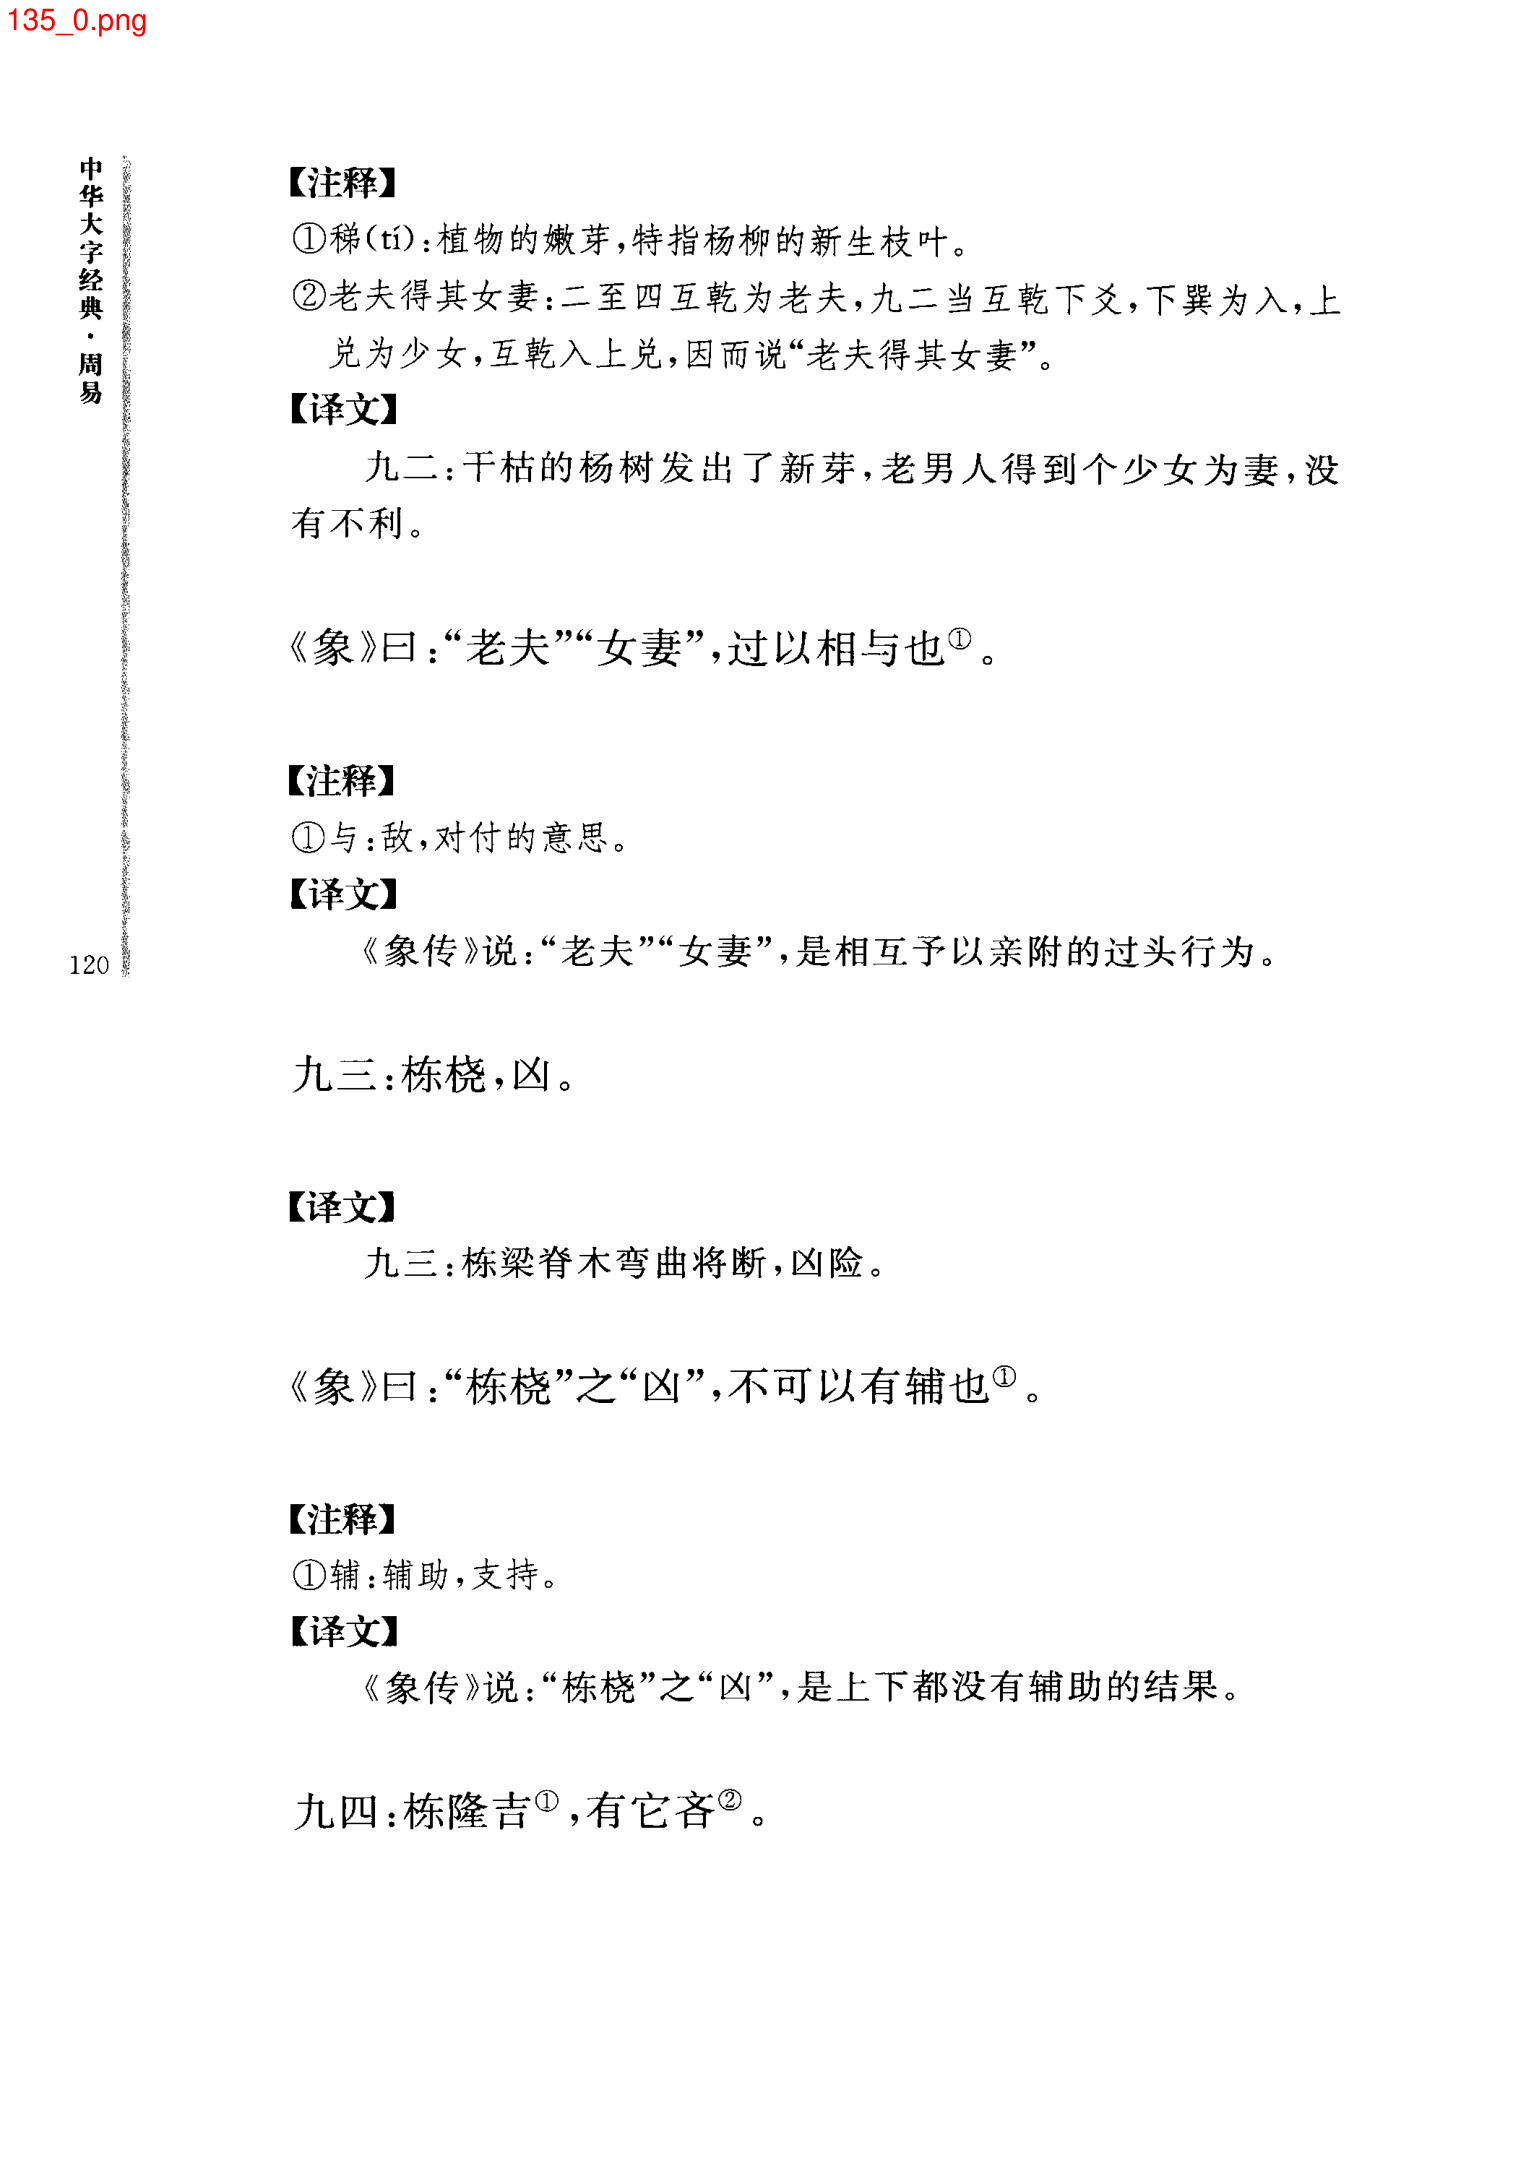 135_0.png
中华大字经典·周易
120
【注释】
①稊(tí):植物的嫩芽,特指杨柳的新生枝叶。
②老夫得其女妻:二至四互乾为老夫,九二当互乾下爻,下巽为入,上
兑为少女,互乾入上兑,因而说“老夫得其女妻”。
【译文】
九二:干枯的杨树发出了新芽,老男人得到个少女为妻,没
有不利。
《象》曰:“老夫”“女妻”,过以相与也①。
【注释】
①与:敌,对付的意思。
【译文】
《象传》说:“老夫”“女妻”,是相互予以亲附的过头行为。
九三:栋桡,凶。
【译文】
九三:栋梁脊木弯曲将断,凶险。
《象》曰:“栋桡”之“凶”,不可以有辅也①。
【注释】
①辅:辅助,支持。
【译文】
《象传》说:“栋桡”之“凶”,是上下都没有辅助的结果。
九四:栋隆吉①,有它吝②。